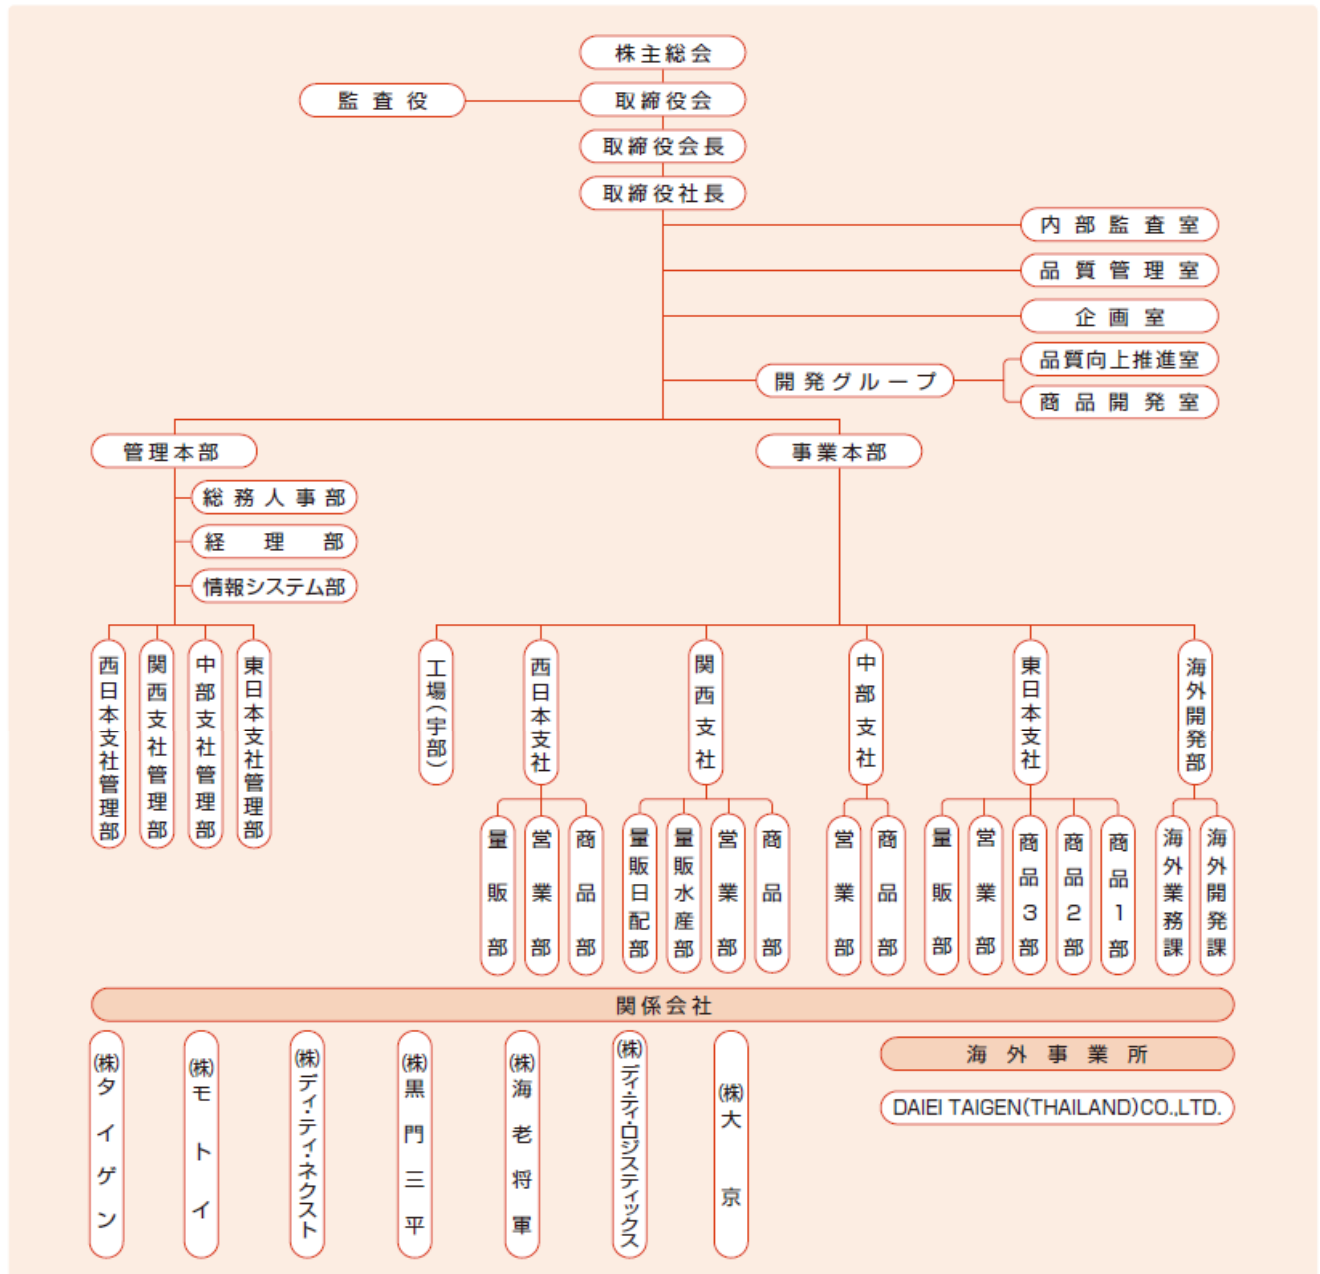 株主総会
監査役
取締役会
取締役会長
取締役社長
内部監査室
品質管理室
企画室
開発グループ
品質向上推進室
商品開発室
管理本部
事業本部
総務人事部
経理部
情報システム部
西日本支社管理部
関西支社管理部
中部支社管理部
東日本支社管理部
工場(宇部)
西日本支社
関西支社
中部支社
東日本支社
海外開発部
量販部
営業部
商品部
量販日配部
量販水産部
営業部
商品部
営業部
商品部
量販部
営業部
商品3部
商品2部
商品1部
海外業務課
海外開発課
関係会社
㈱タイゲン
㈱モトイ
㈱ディ・ティ・ネクスト
㈱黒門三平
㈱海老将軍
㈱ディ・ティ・ロジスティックス
㈱大京
海外事業所
DAIEI TAIGEN(THAILAND)CO.,LTD.